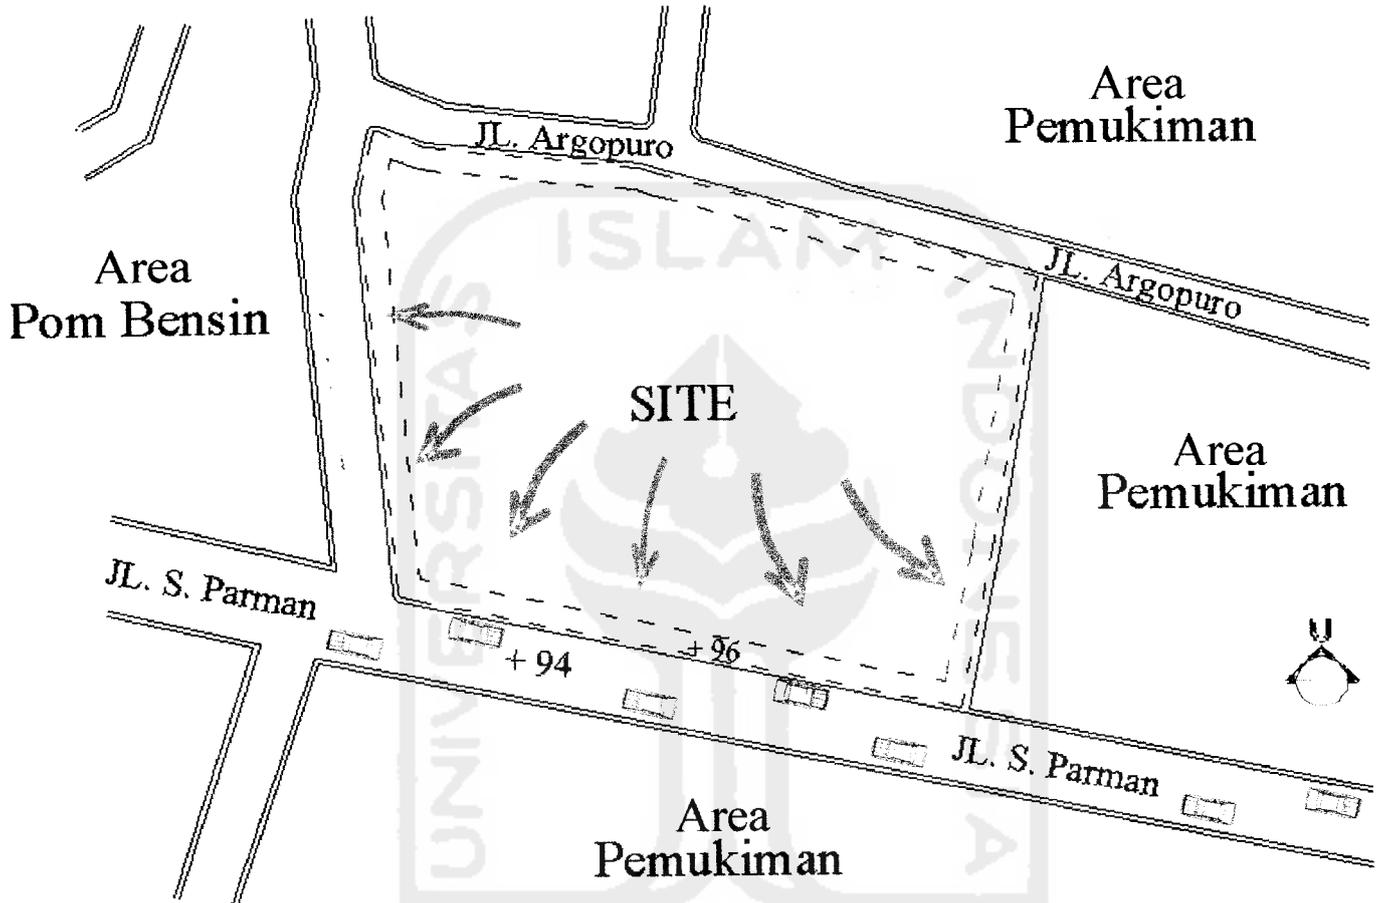 Area
Pemukiman
JL. Argopuro
ISLAM
Area
Pom Bensin
JL. Argopuro
UNIVERSITAS
INDONESIA
SITE
Area
Pemukiman
JL. S. Parman
+ 94
+ 96
U
JL. S. Parman
Area
Pemukiman